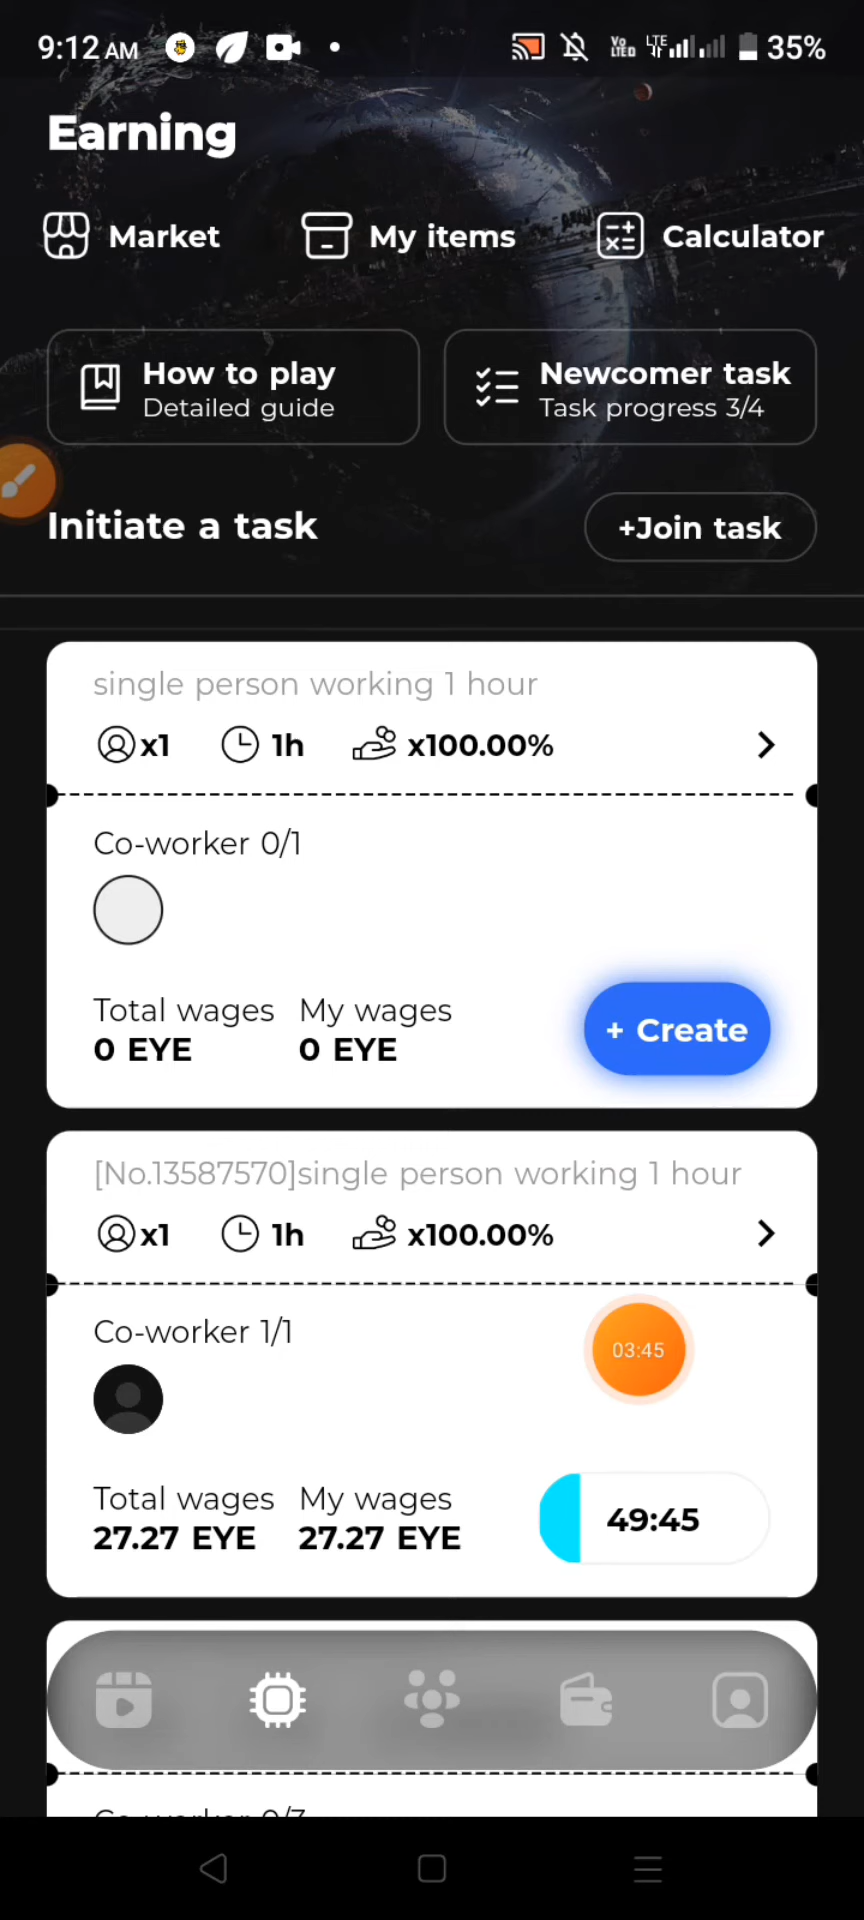 9:12 AM
35%
Earning
Market
My items
Calculator
How to play
Detailed guide
Newcomer task
Task progress 3/4
Initiate a task
+Join task
single person working 1 hour
x1
1h
x100.00%
Co-worker 0/1
Total wages
My wages
0 EYE
0 EYE
+ Create
[No.13587570]single person working 1 hour
x1
1h
x100.00%
Co-worker 1/1
03:45
Total wages
My wages
27.27 EYE
27.27 EYE
49:45